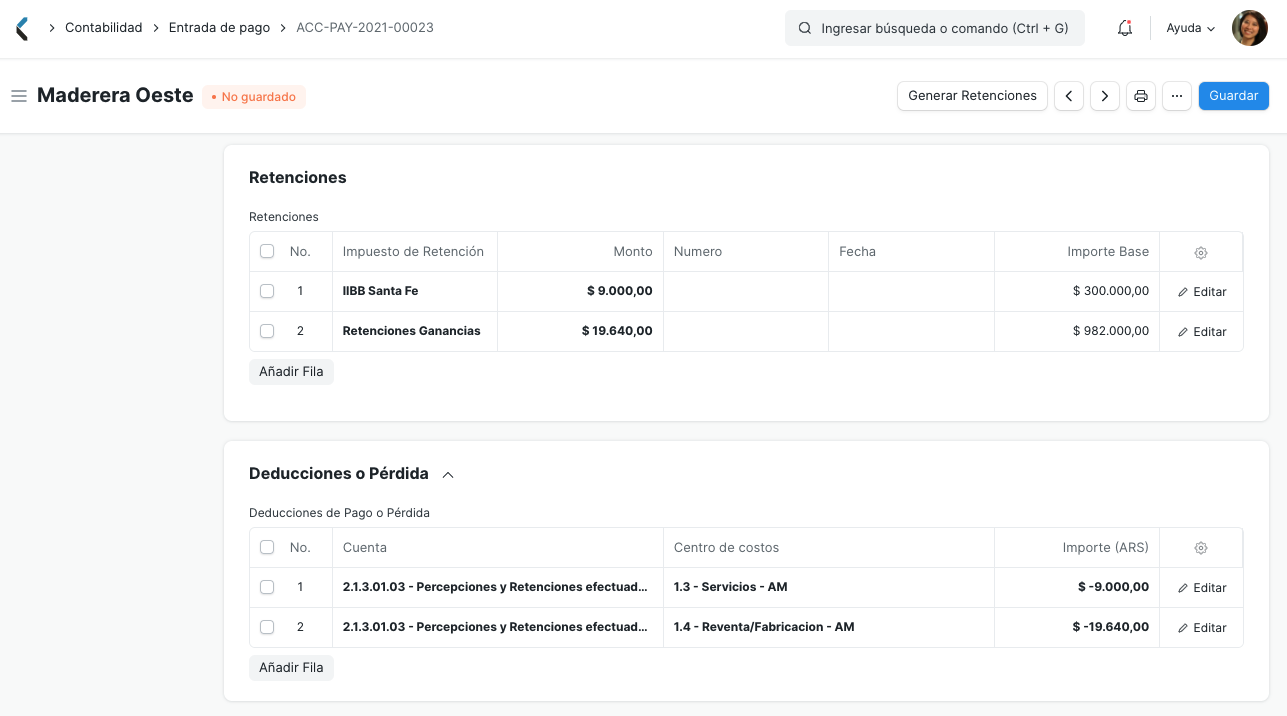 Contabilidad Entrada de pago ACC-PAY-2021-00023 Ingresar búsqueda o comando (Ctrl + G) Ayuda
Maderera Oeste • No guardado Generar Retenciones ... Guardar
Retenciones
Retenciones
No. Impuesto de Retención Monto Numero Fecha Importe Base
1 IIBB Santa Fe $ 9.000,00 $ 300.000,00 Editar
2 Retenciones Ganancias $ 19.640,00 $ 982.000,00 Editar
Añadir Fila
Deducciones o Pérdida
Deducciones de Pago o Pérdida
No. Cuenta Centro de costos Importe (ARS)
1 2.1.3.01.03 - Percepciones y Retenciones efectuad... 1.3 - Servicios - AM $ -9.000,00 Editar
2 2.1.3.01.03 - Percepciones y Retenciones efectuad... 1.4 - Reventa/Fabricacion - AM $ -19.640,00 Editar
Añadir Fila